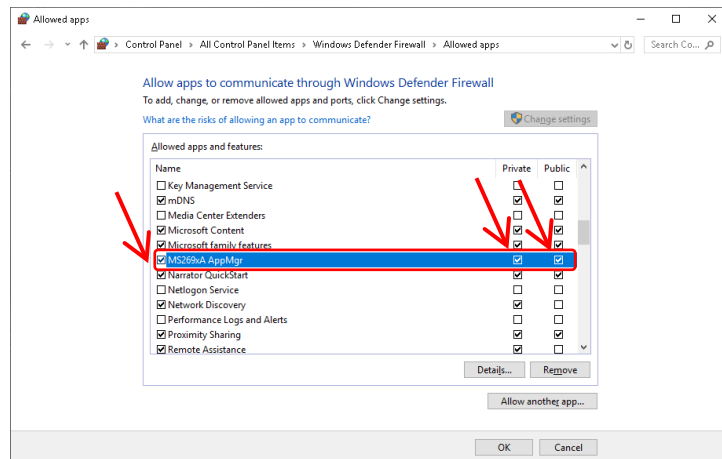 Allowed apps
Control Panel > All Control Panel Items > Windows Defender Firewall > Allowed apps
Search Co...
Allow apps to communicate through Windows Defender Firewall
To add, change, or remove allowed apps and ports, click Change settings.
What are the risks of allowing an app to communicate?
Change settings
Allowed apps and features:
Name Private Public
Key Management Service
mDNS
Media Center Extenders
Microsoft Content
Microsoft family features
MS269xA AppMgr
Narrator QuickStart
Netlogon Service
Network Discovery
Performance Logs and Alerts
Proximity Sharing
Remote Assistance
Details... Remove
Allow another app...
OK Cancel